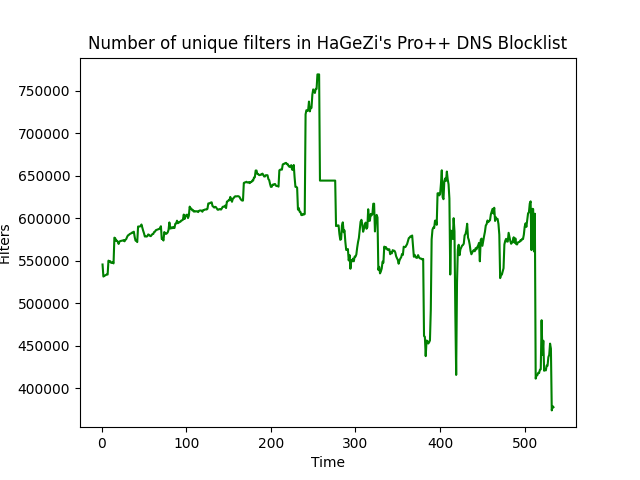 Number of unique filters in HaGeZi's Pro++ DNS Blocklist
750000
700000
650000
600000
550000
500000
450000
400000
Filters
0 100 200 300 400 500
Time